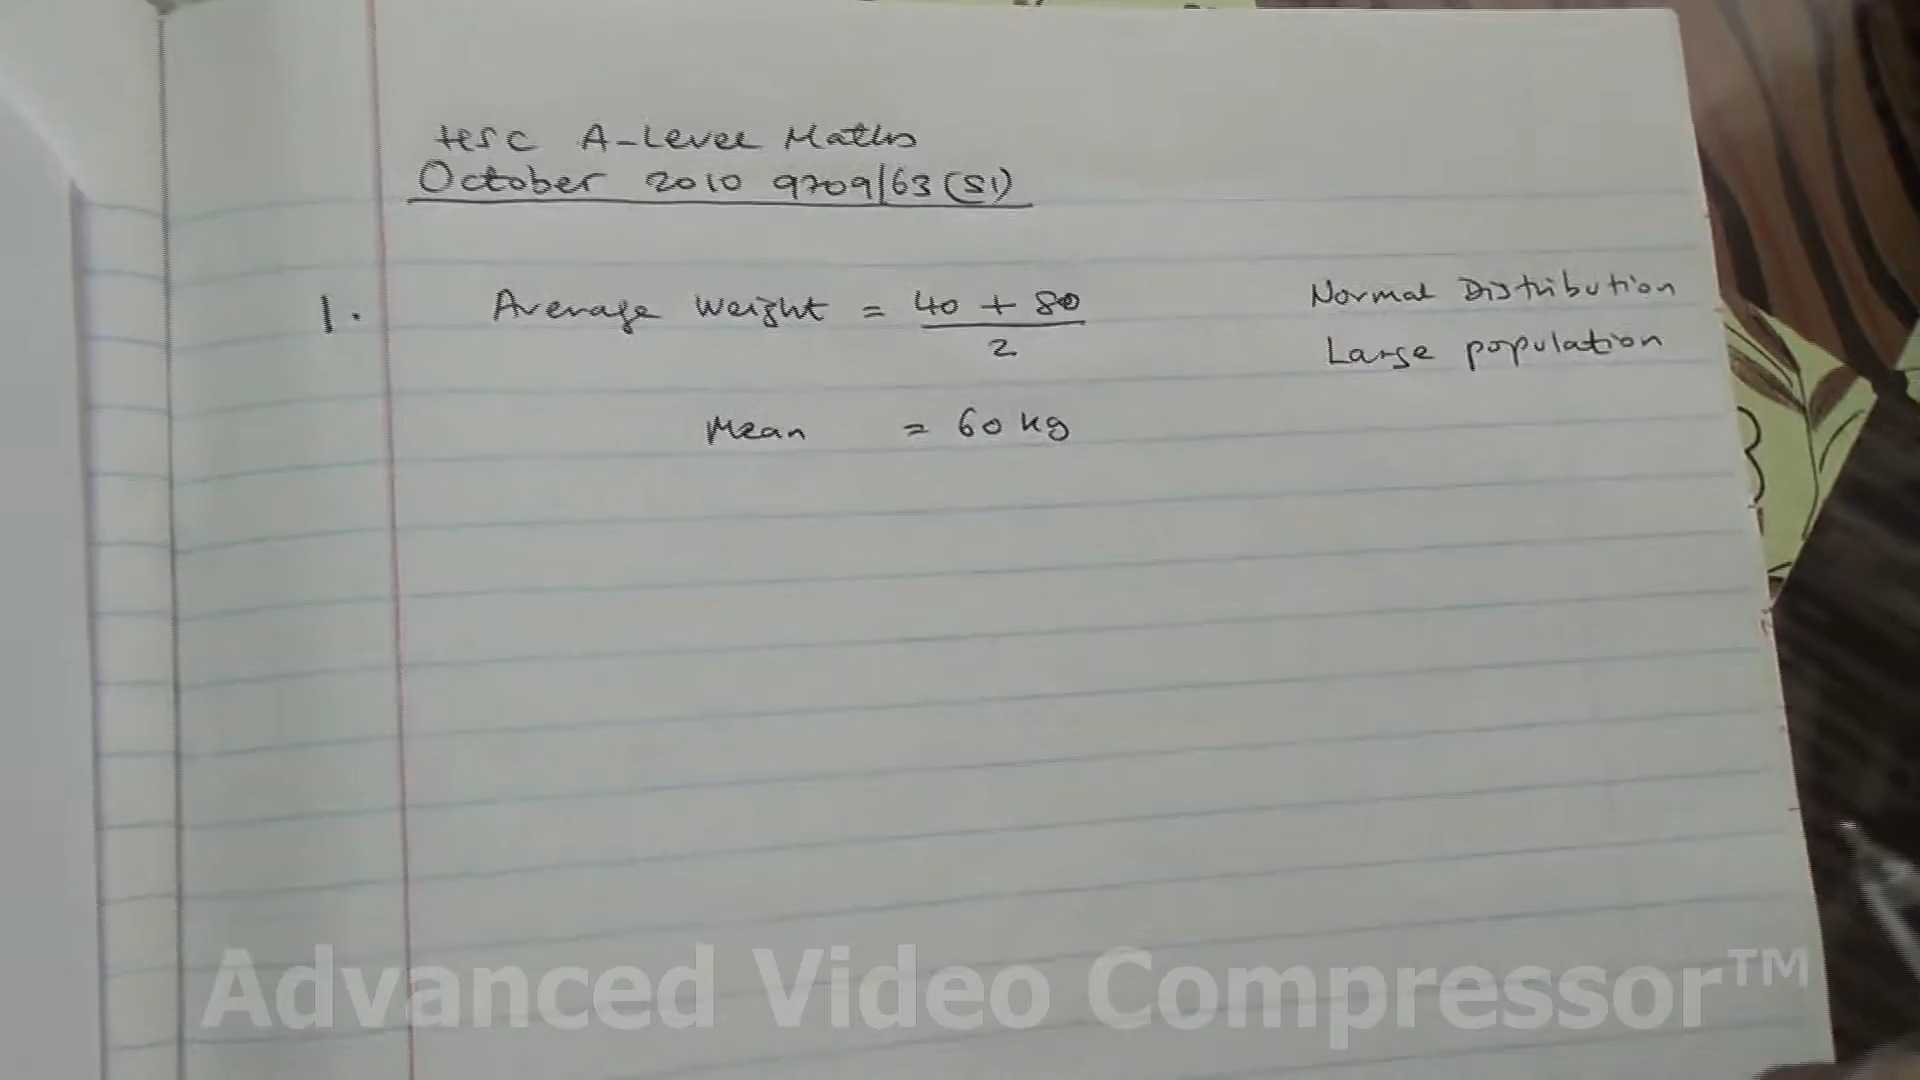 HSC A-Level Maths
October 2010 9709/63 (S1)
1. Average Weight = 40 + 80
2
Normal Distribution
Large population
Mean = 60 kg
Advanced Video Compressor™